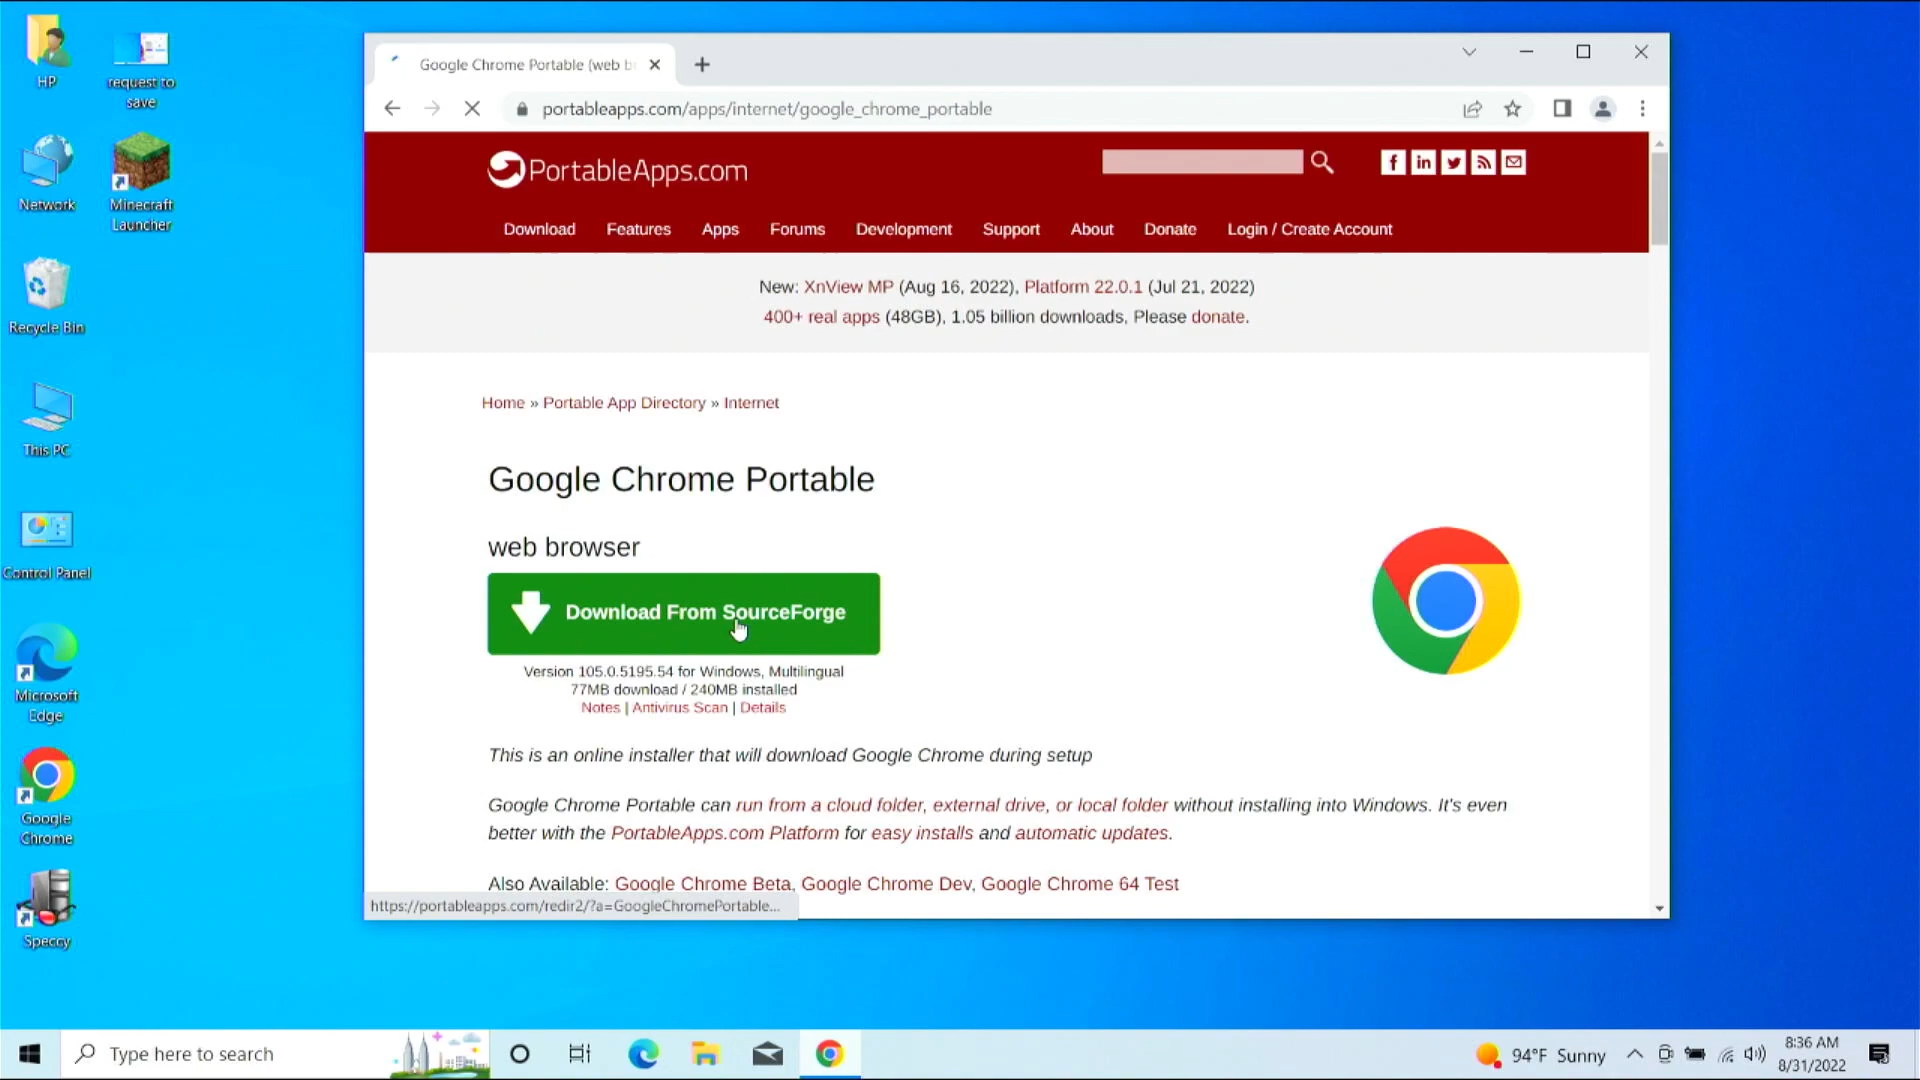 HP
request to
save
Network
Minecraft
Launcher
Recycle Bin
This PC
Control Panel
Microsoft
Edge
Google
Chrome
Speccy
Google Chrome Portable (web b
portableapps.com/apps/internet/google_chrome_portable
PortableApps.com
Download Features Apps Forums Development Support About Donate Login / Create Account
New: XnView MP (Aug 16, 2022), Platform 22.0.1 (Jul 21, 2022)
400+ real apps (48GB), 1.05 billion downloads, Please donate.
Home » Portable App Directory » Internet
Google Chrome Portable
web browser
Download From SourceForge
Version 105.0.5195.54 for Windows, Multilingual
77MB download / 240MB installed
Notes | Antivirus Scan | Details
This is an online installer that will download Google Chrome during setup
Google Chrome Portable can run from a cloud folder, external drive, or local folder without installing into Windows. It's even
better with the PortableApps.com Platform for easy installs and automatic updates.
Also Available: Google Chrome Beta, Google Chrome Dev, Google Chrome 64 Test
https://portableapps.com/redir2/?a=GoogleChromePortable...
Type here to search
94°F Sunny
8:36 AM
8/31/2022